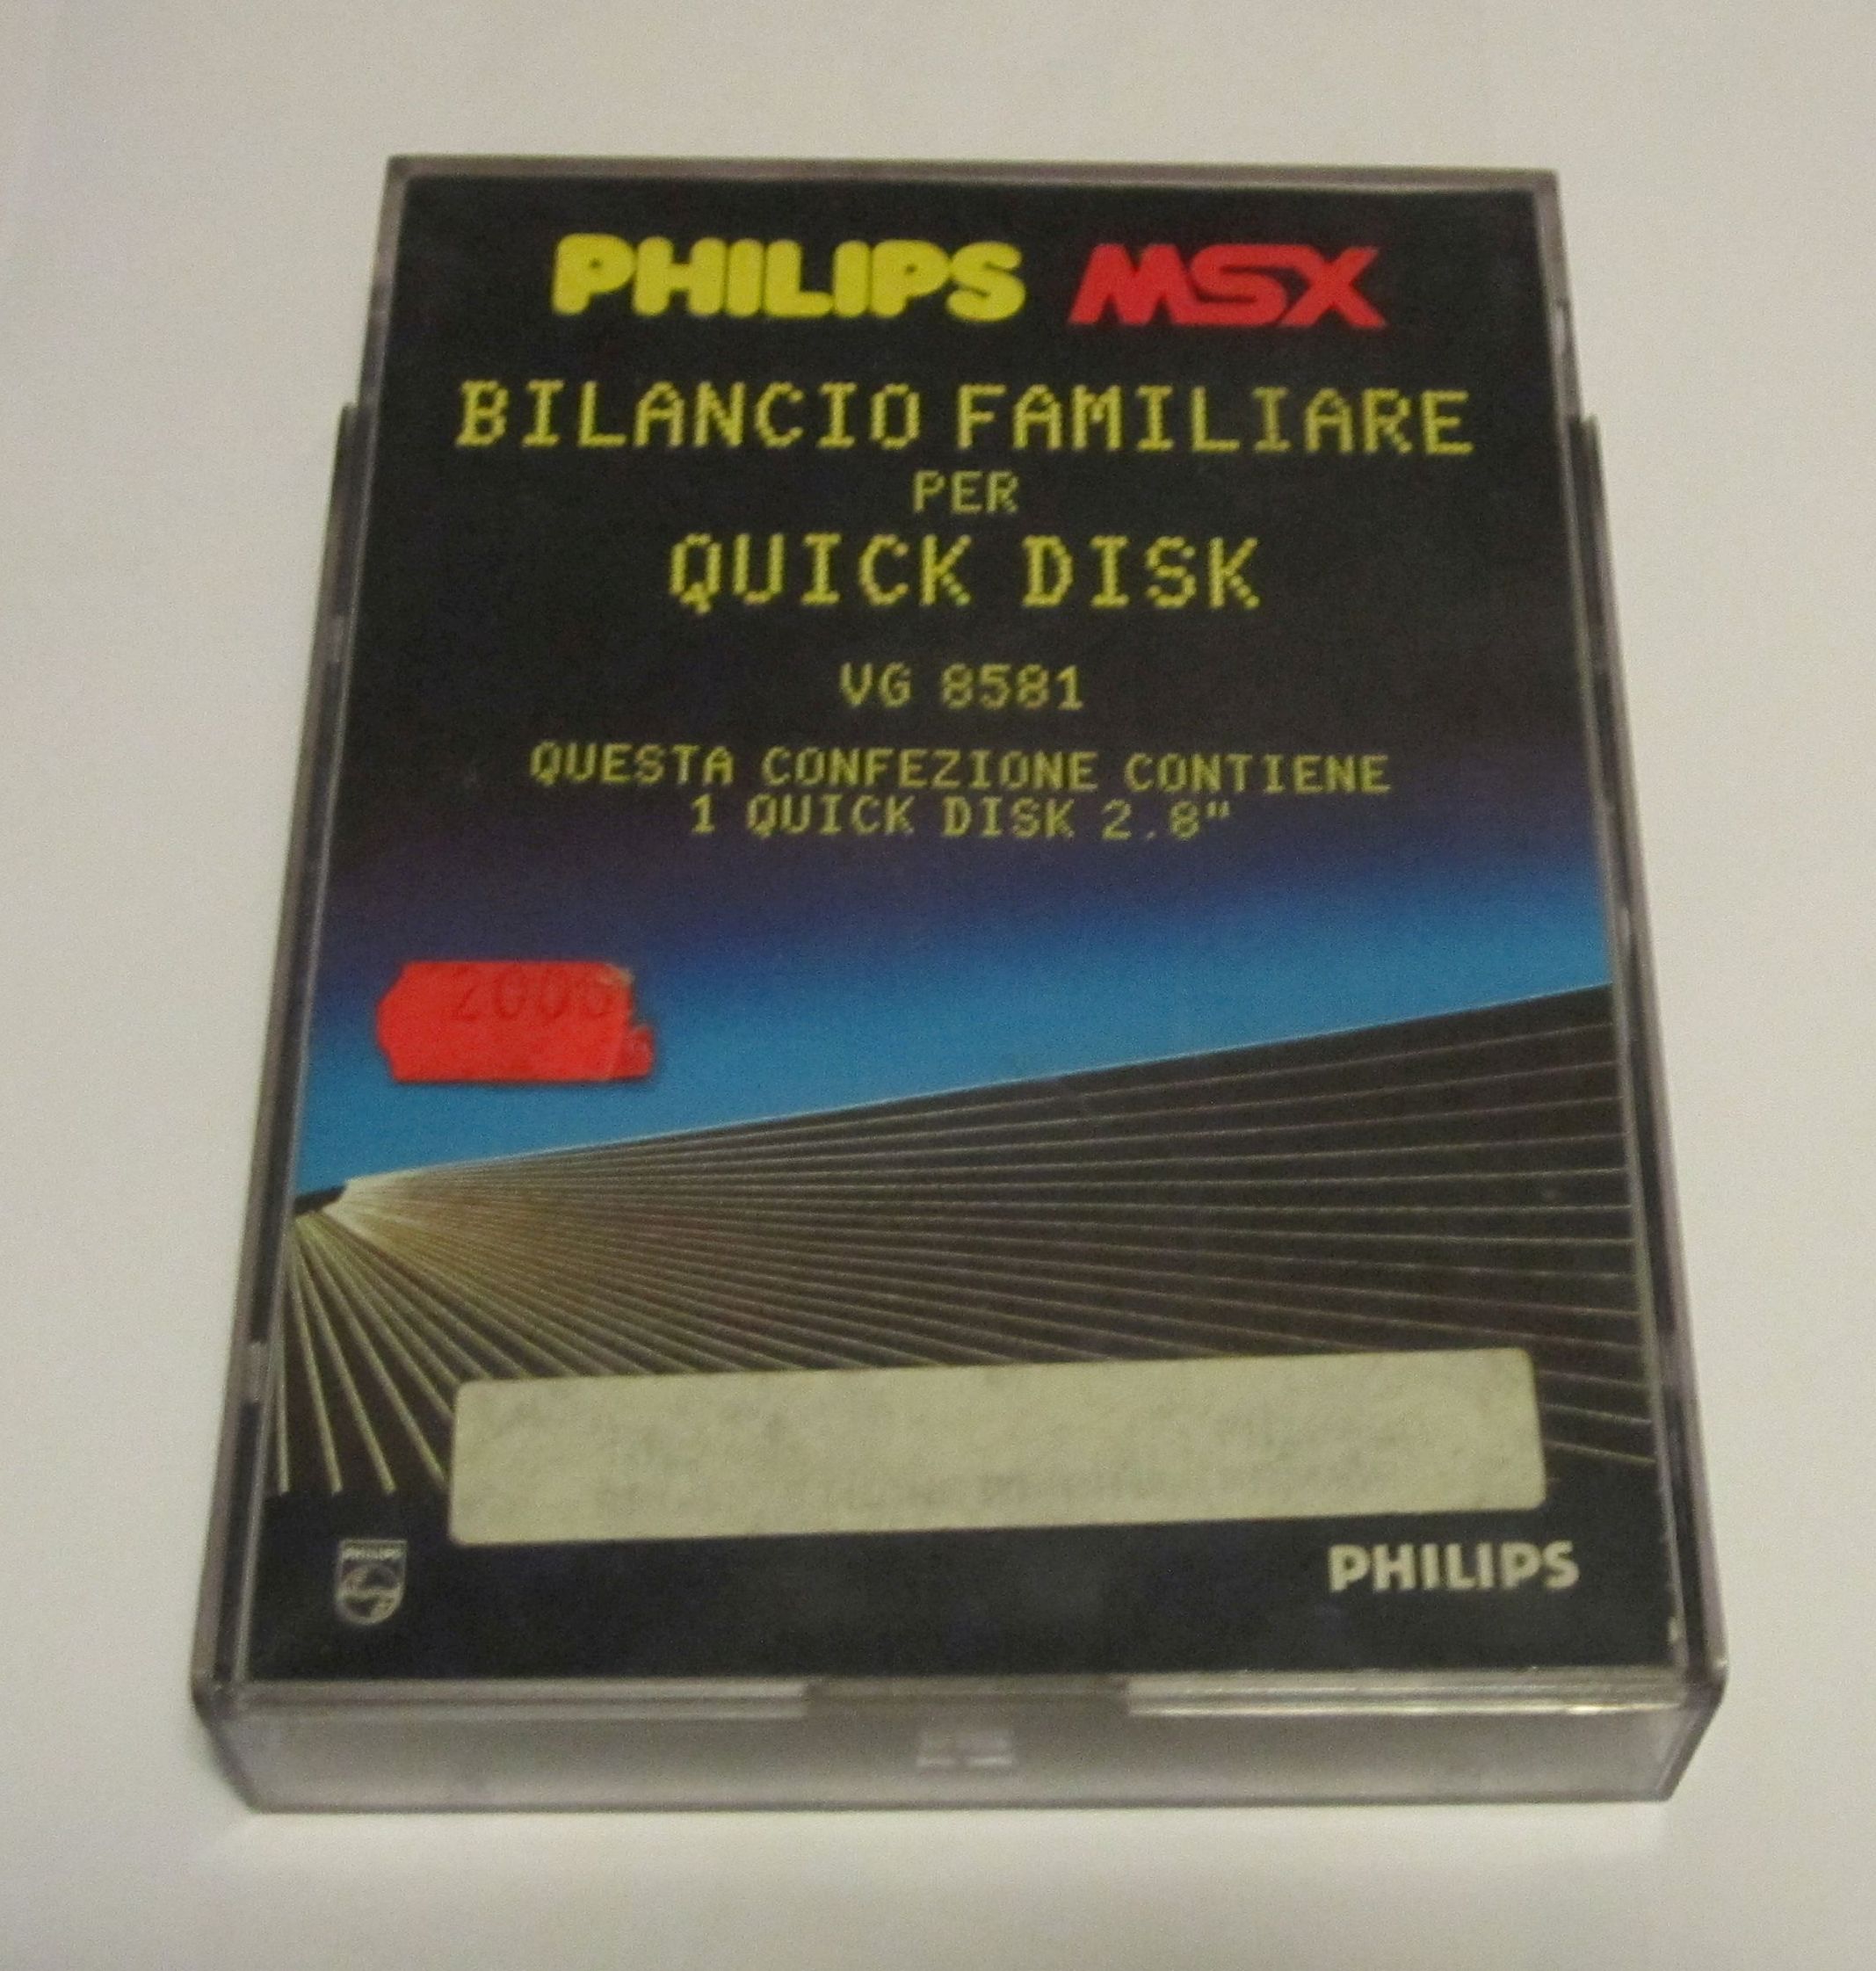 PHILIPS MSX
BILANCIO FAMILIARE
PER
QUICK DISK
VG 8581
QUESTA CONFEZIONE CONTIENE
1 QUICK DISK 2.8"
PHILIPS
PHILIPS